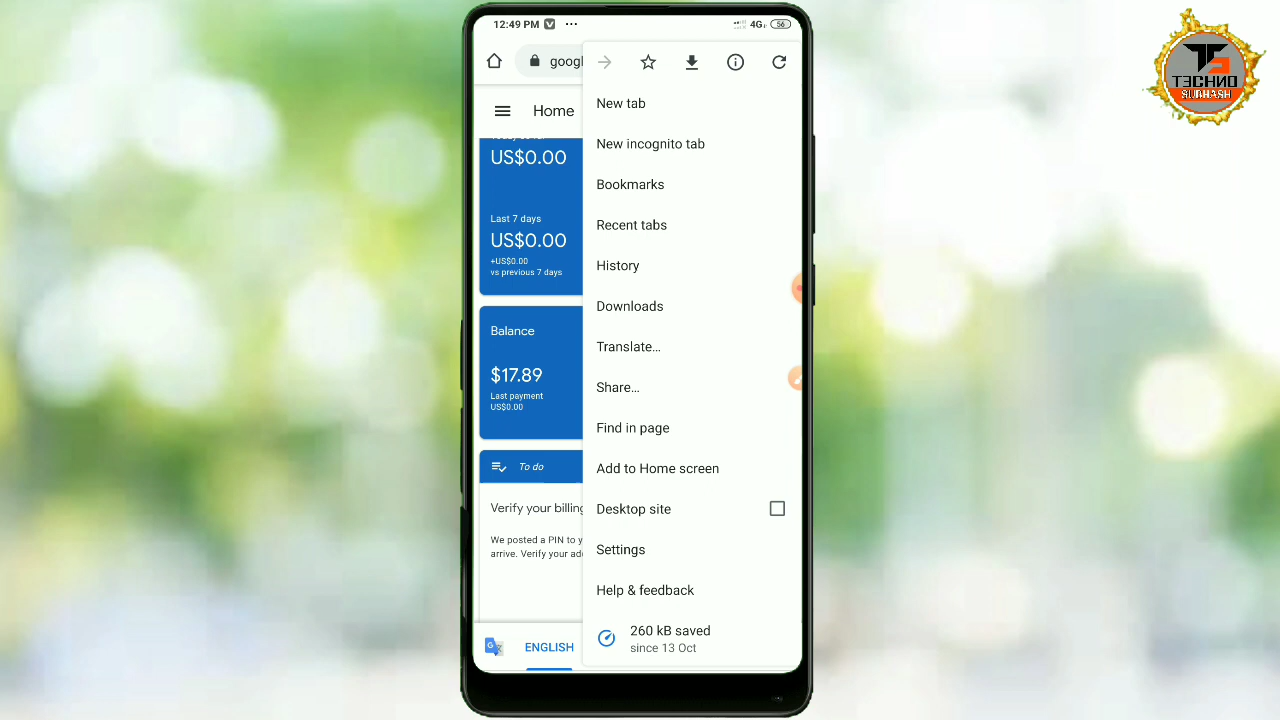 12:49 PM
4G
56
T3CHNO
SUBHASH
googl
Home
US$0.00
Last 7 days
US$0.00
+US$0.00
vs previous 7 days
Balance
$17.89
Last payment
US$0.00
To do
Verify your billing
We posted a PIN to y
arrive. Verify your ad
ENGLISH
New tab
New incognito tab
Bookmarks
Recent tabs
History
Downloads
Translate...
Share...
Find in page
Add to Home screen
Desktop site
Settings
Help & feedback
260 kB saved
since 13 Oct